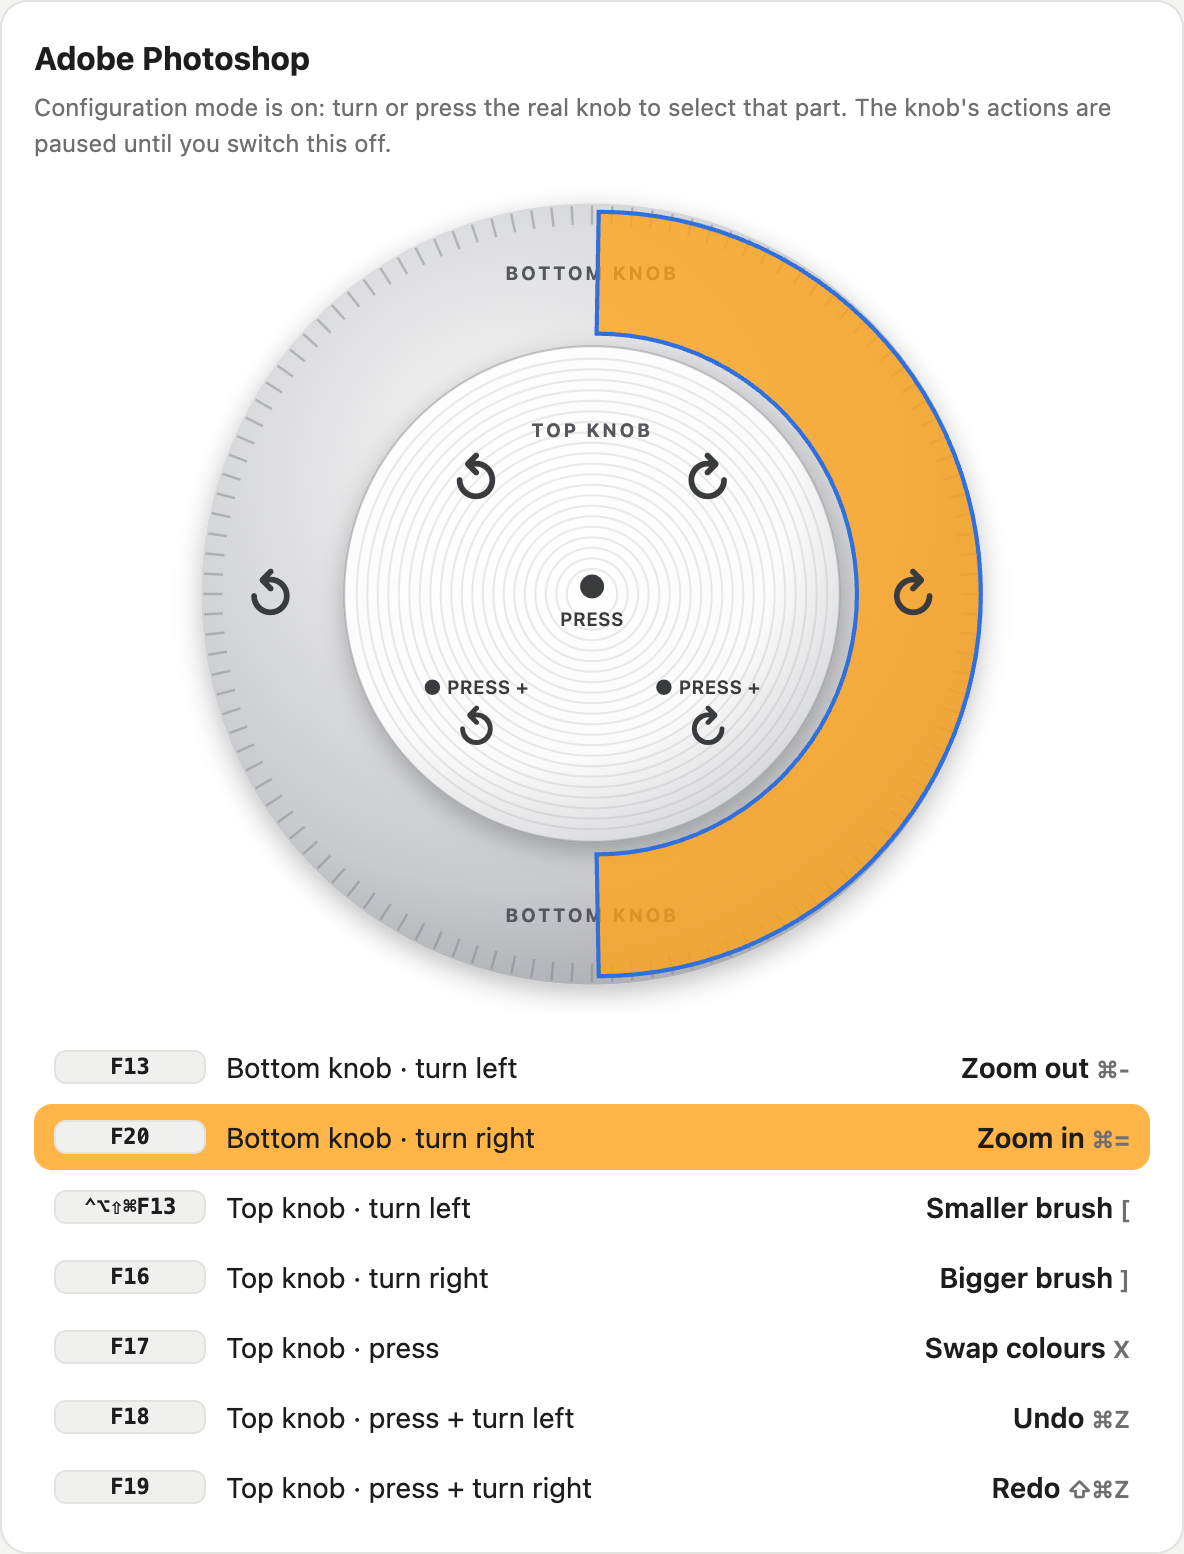 Adobe Photoshop
Configuration mode is on: turn or press the real knob to select that part. The knob's actions are
paused until you switch this off.
BOTTOM KNOB
TOP KNOB
PRESS
PRESS +
PRESS +
BOTTOM KNOB
F13 Bottom knob · turn left Zoom out ⌘-
F20 Bottom knob · turn right Zoom in ⌘=
^⌥⇧⌘F13 Top knob · turn left Smaller brush [
F16 Top knob · turn right Bigger brush ]
F17 Top knob · press Swap colours X
F18 Top knob · press + turn left Undo ⌘Z
F19 Top knob · press + turn right Redo ⇧⌘Z